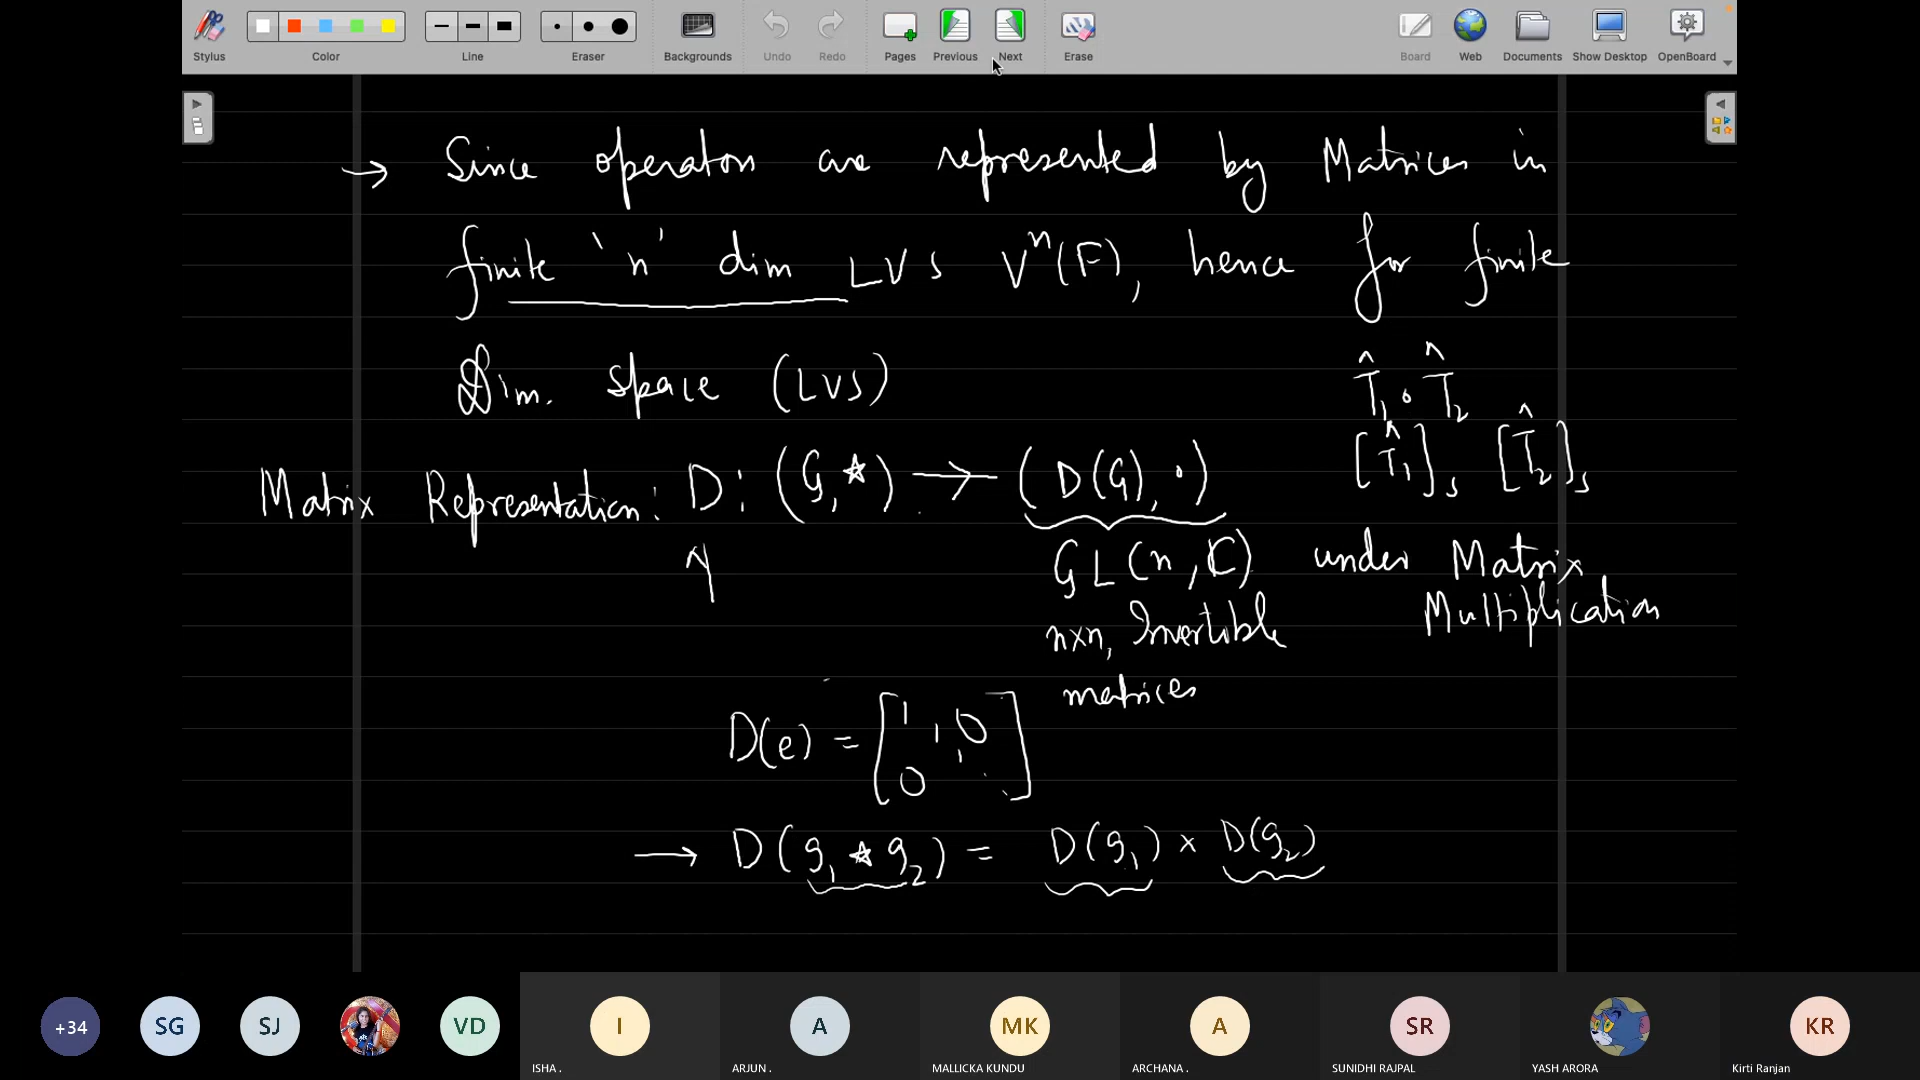 Stylus Color Line Eraser Backgrounds Undo Redo Pages Previous Next Erase Board Web Documents Show Desktop OpenBoard
→ Since operators are represented by Matrices in
finite 'n' dim LVS Vⁿ(F), hence for finite
Dim. space (LVS)
T̂₁ ∘ T̂₂
[T̂₁]ₛ [T̂₂]ₛ
Matrix Representation: D: (G, ☆) → (D(G), ·)
GL(n, ℂ) under Matrix
Multiplication
n×n, Invertible
matrices
D(e) = [1 1 0 0 ⋱]
→ D(g₁ ☆ g₂) = D(g₁) × D(g₂)
+34 SG SJ VD I A MK A SR KR
ISHA . ARJUN . MALLICKA KUNDU ARCHANA . SUNIDHI RAJPAL YASH ARORA Kirti Ranjan